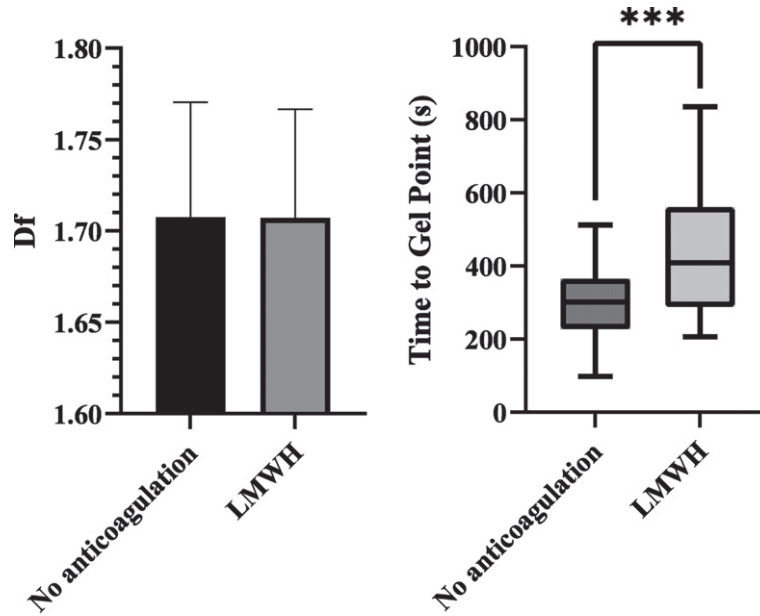 Df
1.80
1.75
1.70
1.65
1.60
No anticoagulation
LMWH
***
Time to Gel Point (s)
1000
800
600
400
200
0
No anticoagulation
LMWH